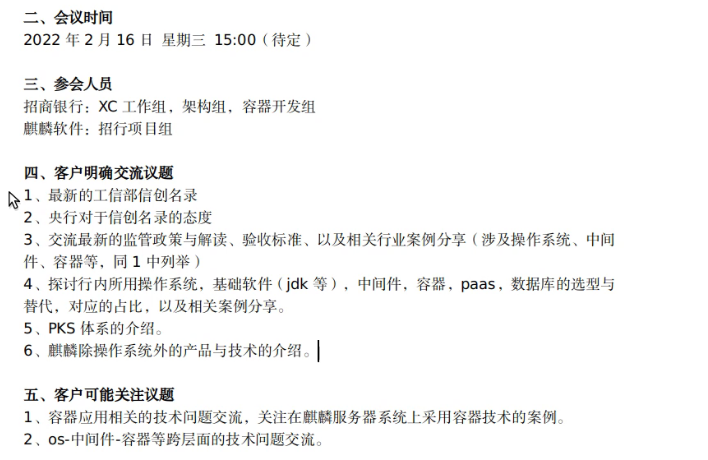 二、会议时间
2022 年 2 月 16 日 星期三 15:00（待定）
三、参会人员
招商银行：XC 工作组，架构组，容器开发组
麒麟软件：招行项目组
四、客户明确交流议题
1、最新的工信部信创名录
2、央行对于信创名录的态度
3、交流最新的监管政策与解读、验收标准、以及相关行业案例分享（涉及操作系统、中间
件、容器等，同 1 中列举）
4、探讨行内所用操作系统，基础软件（jdk 等），中间件，容器，paas，数据库的选型与
替代，对应的占比，以及相关案例分享。
5、PKS 体系的介绍。
6、麒麟除操作系统外的产品与技术的介绍。
五、客户可能关注议题
1、容器应用相关的技术问题交流，关注在麒麟服务器系统上采用容器技术的案例。
2、os-中间件-容器等跨层面的技术问题交流。